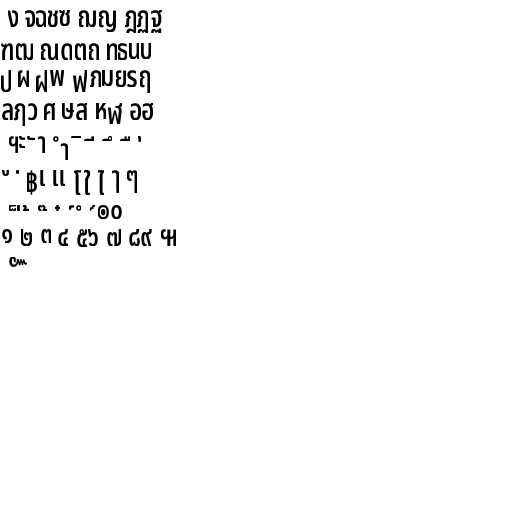 ง จฉชซ ฌญ ฎฏฐ
ฑฒ ณดตถ ทธนบ
ป ผ ฝพ ฟภมยรฤ
ลฦว ศ ษส หฬ อฮ
ฯะ ั า ำ ิ ี ึ ื ุ
ู ฺ ฿เ แ โใ ไ ๅ ๆ
็ ่ ้ ๊ ๋ ์ ํ ๎ ๏๐
๑ ๒ ๓ ๔ ๕๖ ๗ ๘๙ ๚
๛